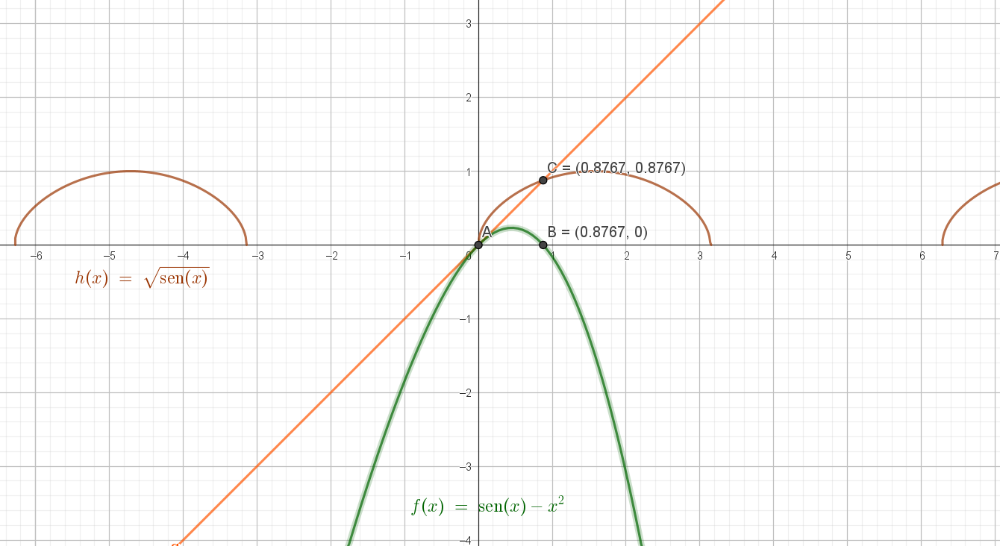 3
2
1
C = (0.8767, 0.8767)
A
B = (0.8767, 0)
−6 −5 −4 −3 −2 −1 0 1 2 3 4 5 6 7
h(x) = √sen(x)
−1
−2
−3
f(x) = sen(x) − x²
−4